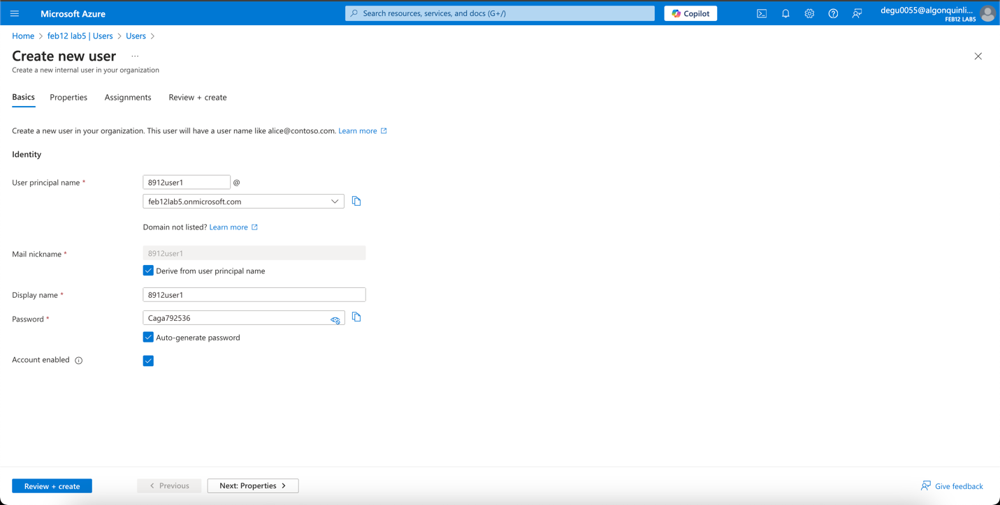 Microsoft Azure
Search resources, services, and docs (G+/)
Copilot
degu0055@algonquinli...
FEB12 LAB5
Home > feb12 lab5 | Users > Users >
Create new user ...
Create a new internal user in your organization
Basics Properties Assignments Review + create
Create a new user in your organization. This user will have a user name like alice@contoso.com. Learn more
Identity
User principal name * 8912user1 @
feb12lab5.onmicrosoft.com
Domain not listed? Learn more
Mail nickname * 8912user1
Derive from user principal name
Display name * 8912user1
Password * Caga792536
Auto-generate password
Account enabled
Review + create < Previous Next: Properties > Give feedback